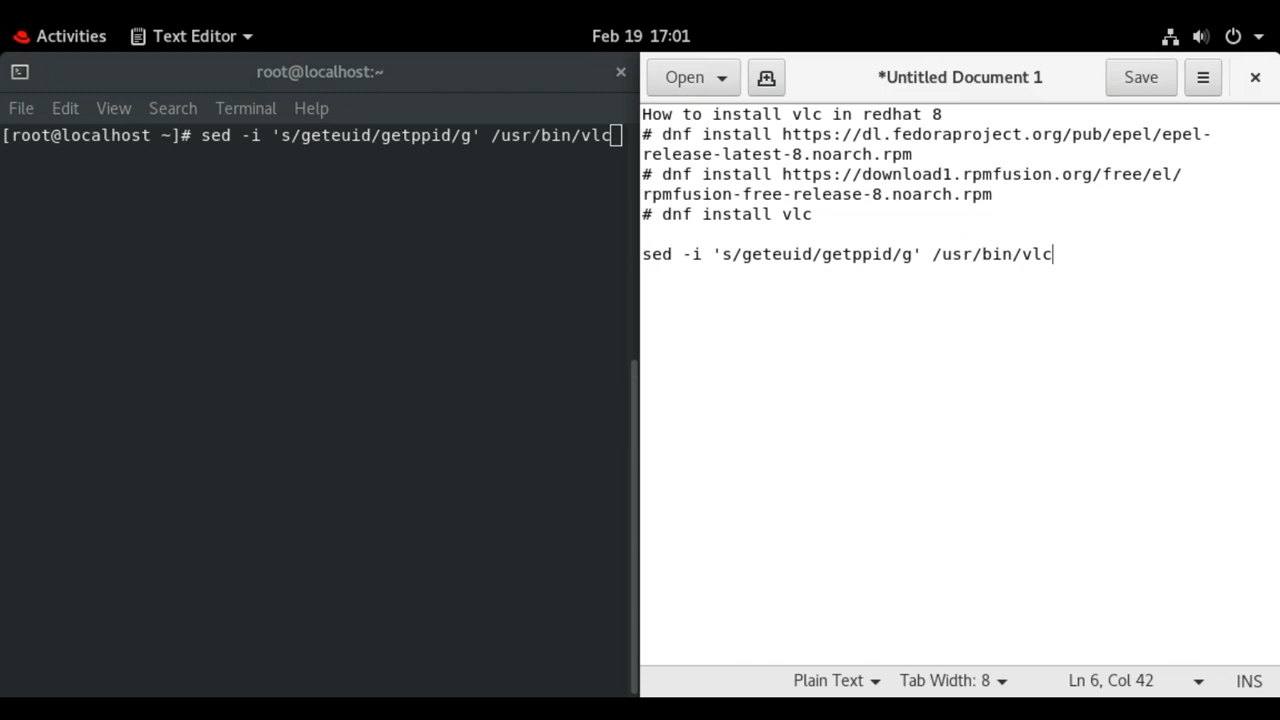 Activities Text Editor Feb 19 17:01
root@localhost:~
File Edit View Search Terminal Help
[root@localhost ~]# sed -i 's/geteuid/getppid/g' /usr/bin/vlc
Open *Untitled Document 1 Save
How to install vlc in redhat 8
# dnf install https://dl.fedoraproject.org/pub/epel/epel-
release-latest-8.noarch.rpm
# dnf install https://download1.rpmfusion.org/free/el/
rpmfusion-free-release-8.noarch.rpm
# dnf install vlc
sed -i 's/geteuid/getppid/g' /usr/bin/vlc
Plain Text Tab Width: 8 Ln 6, Col 42 INS